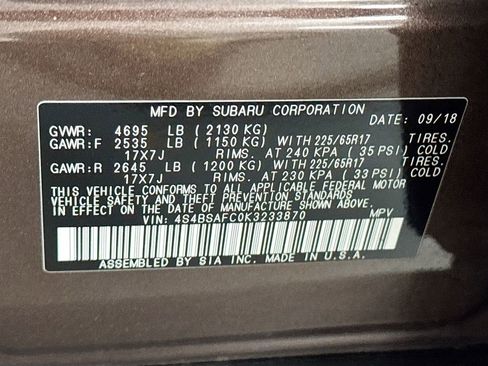 MFD BY SUBARU CORPORATION DATE: 09/18
GVWR: 4695 LB (2130 KG)
GAWR:F 2535 LB (1150 KG) WITH 225/65R17 TIRES.
17X7J RIMS. AT 240 KPA (35 PSI) COLD
GAWR:R 2645 LB (1200 KG) WITH 225/65R17 TIRES.
17X7J RIMS. AT 230 KPA (33 PSI) COLD
THIS VEHICLE CONFORMS TO ALL APPLICABLE FEDERAL MOTOR
VEHICLE SAFETY AND THEFT PREVENTION STANDARDS IN EFFECT
ON THE DATE OF MANUFACTURE SHOWN ABOVE.
VIN: 4S4BSAFC0K3233870 MPV
ASSEMBLED BY SIA INC. MADE IN U.S.A.